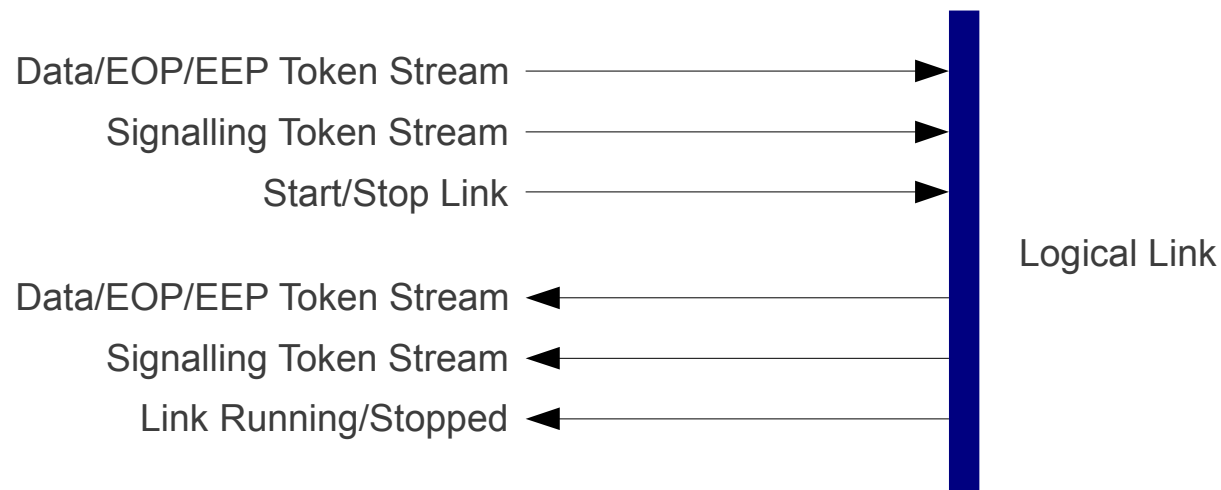 Data/EOP/EEP Token Stream
Signalling Token Stream
Start/Stop Link
Logical Link
Data/EOP/EEP Token Stream
Signalling Token Stream
Link Running/Stopped